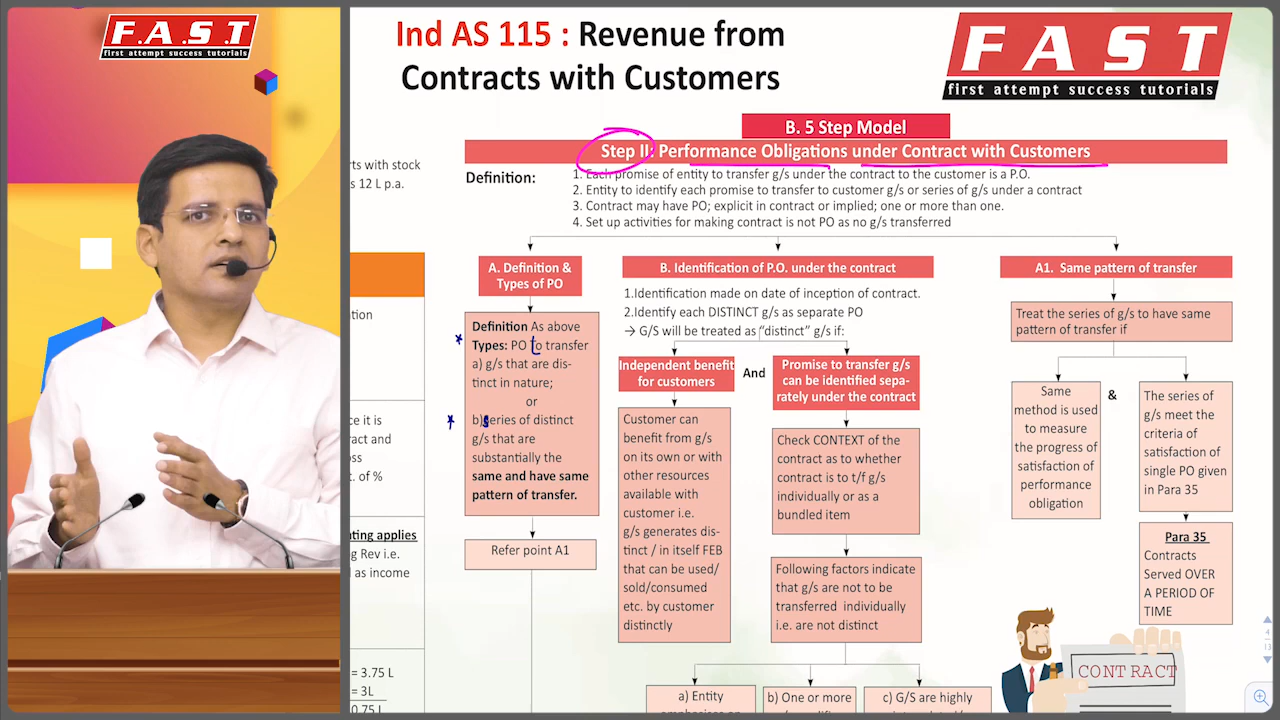 F.A.S.T
first attempt success tutorials
Ind AS 115 : Revenue from
Contracts with Customers
FAST
first attempt success tutorials
B. 5 Step Model
Step II: Performance Obligations under Contract with Customers
Definition:
1. Each promise of entity to transfer g/s under the contract to the customer is a P.O.
2. Entity to identify each promise to transfer to customer g/s or series of g/s under a contract
3. Contract may have PO; explicit in contract or implied; one or more than one.
4. Set up activities for making contract is not PO as no g/s transferred
A. Definition &
Types of PO
Definition As above
Types: PO to transfer
a) g/s that are dis-
tinct in nature;
or
b)series of distinct
g/s that are
substantially the
same and have same
pattern of transfer.
Refer point A1
B. Identification of P.O. under the contract
1.Identification made on date of inception of contract.
2.Identify each DISTINCT g/s as separate PO
→ G/S will be treated as “distinct” g/s if:
Independent benefit
for customers
And
Promise to transfer g/s
can be identified sepa-
rately under the contract
Customer can
benefit from g/s
on its own or with
other resources
available with
customer i.e.
g/s generates dis-
tinct / in itself FEB
that can be used/
sold/consumed
etc. by customer
distinctly
Check CONTEXT of the
contract as to whether
contract is to t/f g/s
individually or as a
bundled item
Following factors indicate
that g/s are not to be
transferred individually
i.e. are not distinct
a) Entity
b) One or more
c) G/S are highly
A1. Same pattern of transfer
Treat the series of g/s to have same
pattern of transfer if
Same
method is used
to measure
the progress of
satisfaction of
performance
obligation
&
The series of
g/s meet the
criteria of
satisfaction of
single PO given
in Para 35
Para 35
Contracts
Served OVER
A PERIOD OF
TIME
CONTRACT
rts with stock
s 12 L p.a.
ation
ce it is
ract and
oss
t. of %
nting applies
ng Rev i.e.
l as income
= 3.75 L
= 3L
0.75 L
4
13